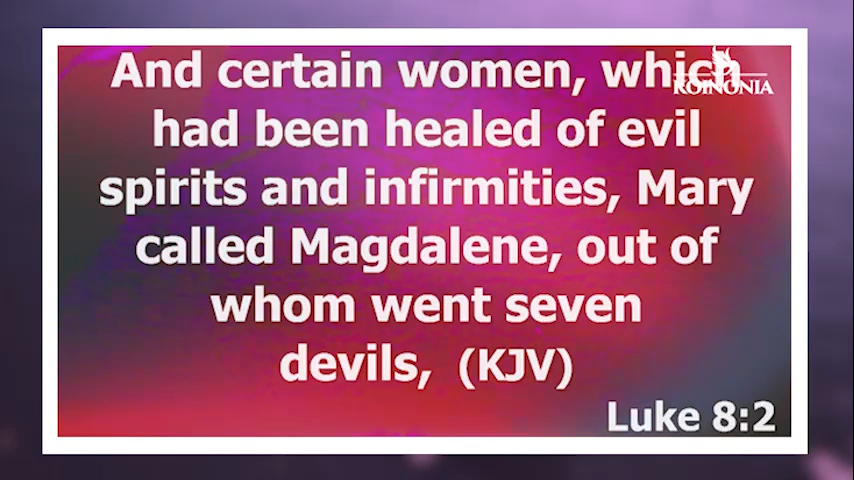 And certain women, which
KOINONIA
had been healed of evil
spirits and infirmities, Mary
called Magdalene, out of
whom went seven
devils, (KJV)
Luke 8:2